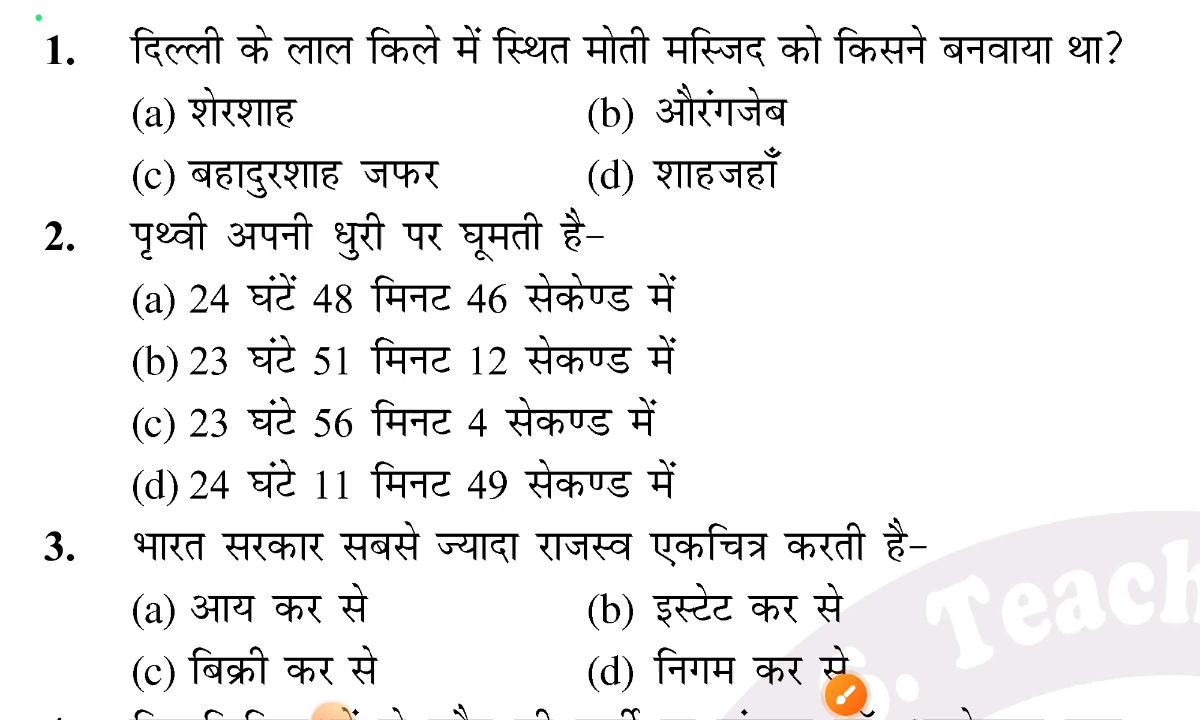 1. दिल्ली के लाल किले में स्थित मोती मस्जिद को किसने बनवाया था?
(a) शेरशाह (b) औरंगजेब
(c) बहादुरशाह जफर (d) शाहजहाँ
2. पृथ्वी अपनी धुरी पर घूमती है-
(a) 24 घंटें 48 मिनट 46 सेकेण्ड में
(b) 23 घंटे 51 मिनट 12 सेकण्ड में
(c) 23 घंटे 56 मिनट 4 सेकण्ड में
(d) 24 घंटे 11 मिनट 49 सेकण्ड में
3. भारत सरकार सबसे ज्यादा राजस्व एकचित्र करती है-
(a) आय कर से (b) इस्टेट कर से
(c) बिक्री कर से (d) निगम कर से
Teach